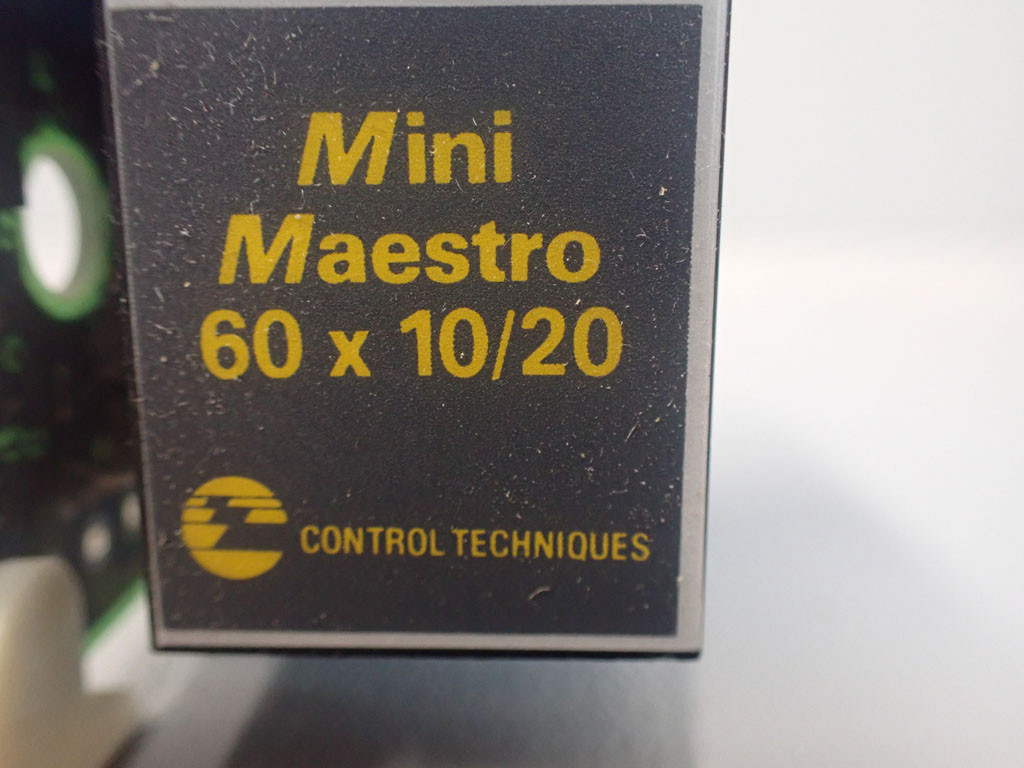 Mini
Maestro
60 x 10/20
CONTROL TECHNIQUES